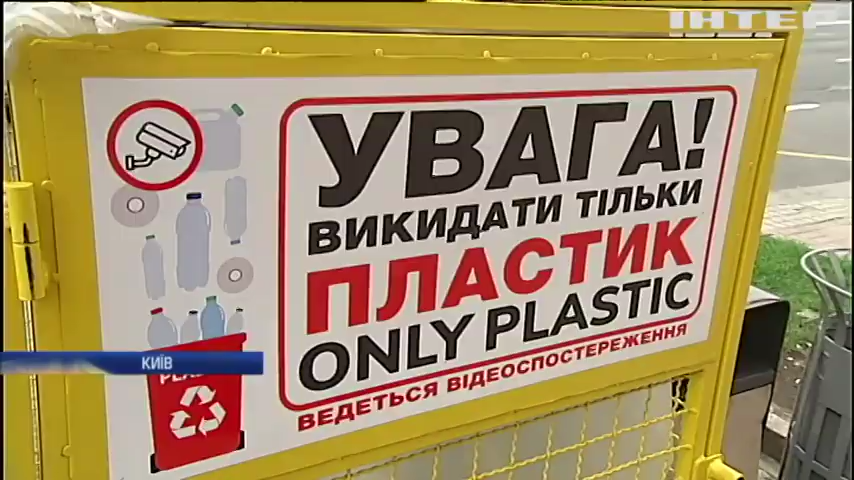 ІНТЕР
УВАГА!
ВИКИДАТИ ТІЛЬКИ
ПЛАСТИК
ONLY PLASTIC
ВЕДЕТЬСЯ ВІДЕОСПОСТЕРЕЖЕННЯ
КИЇВ